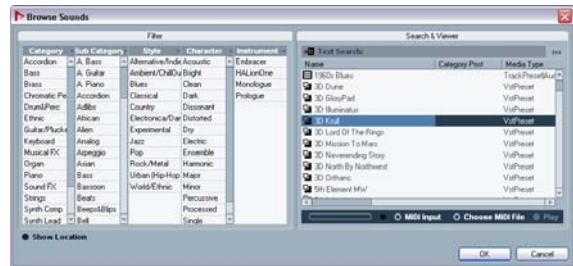 Browse Sounds
Filter
Search & Viewer
Category Sub Category Style Character Instrument
Accordion A. Bass Alternative/Indie Acoustic Embracer
Bass A. Guitar Ambient/ChillOu Bright HALionOne
Brass A. Piano Blues Clean Monologue
Chromatic Pe Accordion Classical Dark Prologue
Drum&Perc Adlibs Country Dissonant
Ethnic African Electronica/Dan Distorted
Guitar/Plucke Alien Experimental Dry
Keyboard Analog Jazz Electric
Musical FX Arpeggio Pop Ensemble
Organ Asian Rock/Metal Harmonic
Piano Bass Urban (Hip-Hop Major
Sound FX Bassoon World/Ethnic Minor
Strings Beats Percussive
Synth Comp Beeps&Blips Processed
Synth Lead Bell Single
Text Search:
Name Category Post Media Type
1960s Blues TrackPreset/Au
3D Dune VstPreset
3D GloryPad VstPreset
3D Illuminatus VstPreset
3D Krull VstPreset
3D Lord Of The Rings VstPreset
3D Mission To Mars VstPreset
3D Neverending Story VstPreset
3D North By Northwest VstPreset
3D Orthanc VstPreset
5th Element MW VstPreset
MIDI Input Choose MIDI File Play
Show Location
OK Cancel